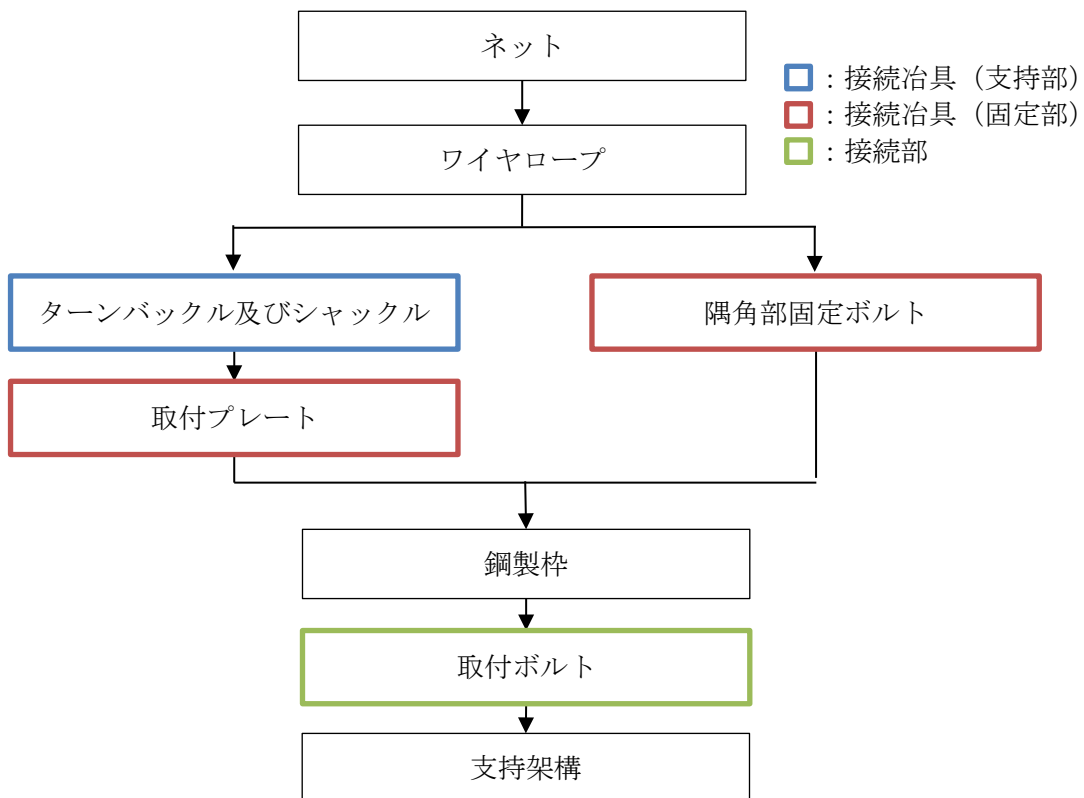 ネット
：接続冶具（支持部）
：接続冶具（固定部）
：接続部
ワイヤロープ
ターンバックル及びシャックル
隅角部固定ボルト
取付プレート
鋼製枠
取付ボルト
支持架構